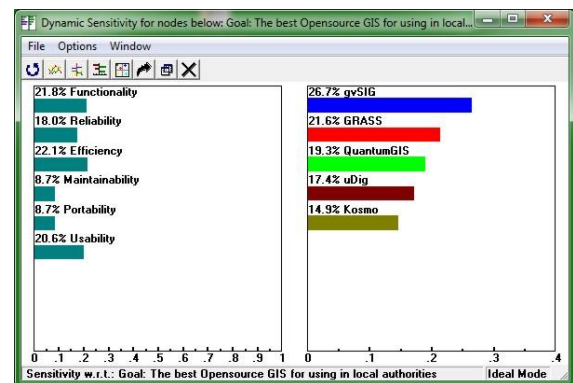 Dynamic Sensitivity for nodes below: Goal: The best Opensource GIS for using in local...
File Options Window
21.8% Functionality
18.0% Reliability
22.1% Efficiency
8.7% Maintainability
8.7% Portability
20.6% Usability
0 .1 .2 .3 .4 .5 .6 .7 .8 .9 1
26.7% gvSIG
21.6% GRASS
19.3% QuantumGIS
17.4% uDig
14.9% Kosmo
0 .1 .2 .3 .4
Sensitivity w.r.t.: Goal: The best Opensource GIS for using in local authorities Ideal Mode